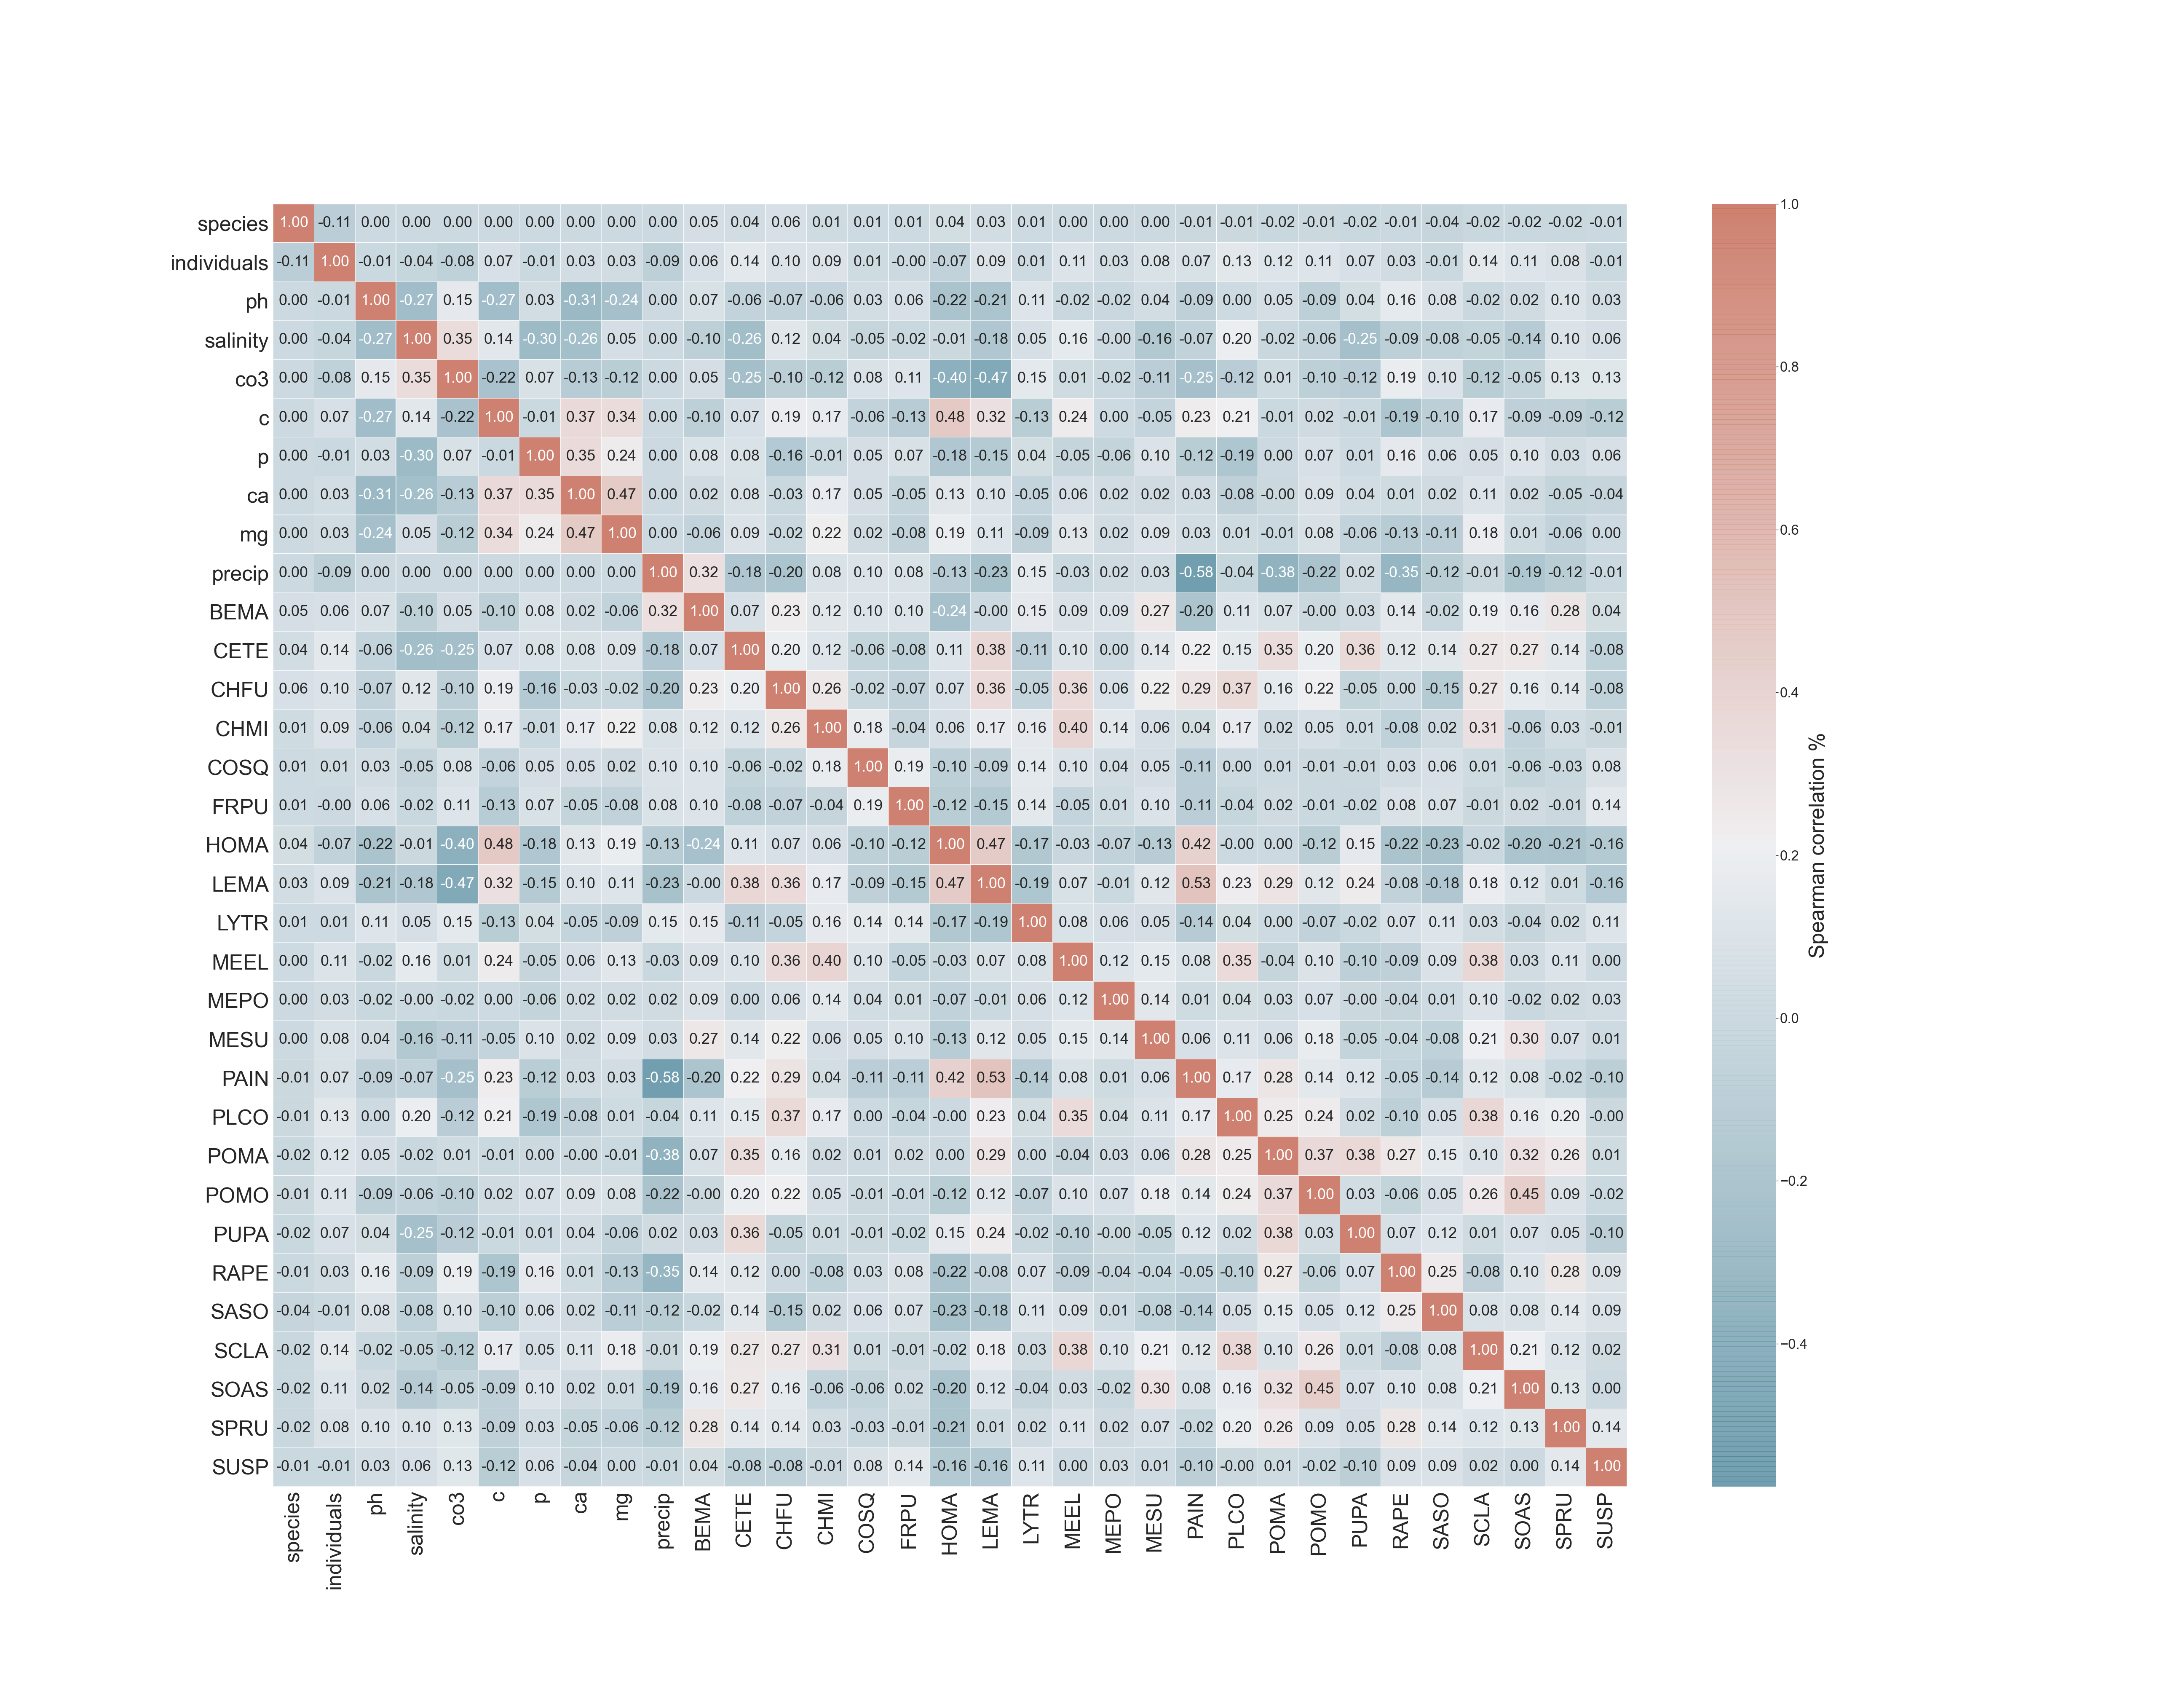 species 1.00 -0.11 0.00 0.00 0.00 0.00 0.00 0.00 0.00 0.00 0.05 0.04 0.06 0.01 0.01 0.01 0.04 0.03 0.01 0.00 0.00 0.00 -0.01 -0.01 -0.02 -0.01 -0.02 -0.01 -0.04 -0.02 -0.02 -0.02 -0.01
individuals -0.11 1.00 -0.01 -0.04 -0.08 0.07 -0.01 0.03 0.03 -0.09 0.06 0.14 0.10 0.09 0.01 -0.00 -0.07 0.09 0.01 0.11 0.03 0.08 0.07 0.13 0.12 0.11 0.07 0.03 -0.01 0.14 0.11 0.08 -0.01
ph 0.00 -0.01 1.00 -0.27 0.15 -0.27 0.03 -0.31 -0.24 0.00 0.07 -0.06 -0.07 -0.06 0.03 0.06 -0.22 -0.21 0.11 -0.02 -0.02 0.04 -0.09 0.00 0.05 -0.09 0.04 0.16 0.08 -0.02 0.02 0.10 0.03
salinity 0.00 -0.04 -0.27 1.00 0.35 0.14 -0.30 -0.26 0.05 0.00 -0.10 -0.26 0.12 0.04 -0.05 -0.02 -0.01 -0.18 0.05 0.16 -0.00 -0.16 -0.07 0.20 -0.02 -0.06 -0.25 -0.09 -0.08 -0.05 -0.14 0.10 0.06
co3 0.00 -0.08 0.15 0.35 1.00 -0.22 0.07 -0.13 -0.12 0.00 0.05 -0.25 -0.10 -0.12 0.08 0.11 -0.40 -0.47 0.15 0.01 -0.02 -0.11 -0.25 -0.12 0.01 -0.10 -0.12 0.19 0.10 -0.12 -0.05 0.13 0.13
c 0.00 0.07 -0.27 0.14 -0.22 1.00 -0.01 0.37 0.34 0.00 -0.10 0.07 0.19 0.17 -0.06 -0.13 0.48 0.32 -0.13 0.24 0.00 -0.05 0.23 0.21 -0.01 0.02 -0.01 -0.19 -0.10 0.17 -0.09 -0.09 -0.12
p 0.00 -0.01 0.03 -0.30 0.07 -0.01 1.00 0.35 0.24 0.00 0.08 0.08 -0.16 -0.01 0.05 0.07 -0.18 -0.15 0.04 -0.05 -0.06 0.10 -0.12 -0.19 0.00 0.07 0.01 0.16 0.06 0.05 0.10 0.03 0.06
ca 0.00 0.03 -0.31 -0.26 -0.13 0.37 0.35 1.00 0.47 0.00 0.02 0.08 -0.03 0.17 0.05 -0.05 0.13 0.10 -0.05 0.06 0.02 0.02 0.03 -0.08 -0.00 0.09 0.04 0.01 0.02 0.11 0.02 -0.05 -0.04
mg 0.00 0.03 -0.24 0.05 -0.12 0.34 0.24 0.47 1.00 0.00 -0.06 0.09 -0.02 0.22 0.02 -0.08 0.19 0.11 -0.09 0.13 0.02 0.09 0.03 0.01 -0.01 0.08 -0.06 -0.13 -0.11 0.18 0.01 -0.06 0.00
precip 0.00 -0.09 0.00 0.00 0.00 0.00 0.00 0.00 0.00 1.00 0.32 -0.18 -0.20 0.08 0.10 0.08 -0.13 -0.23 0.15 -0.03 0.02 0.03 -0.58 -0.04 -0.38 -0.22 0.02 -0.35 -0.12 -0.01 -0.19 -0.12 -0.01
BEMA 0.05 0.06 0.07 -0.10 0.05 -0.10 0.08 0.02 -0.06 0.32 1.00 0.07 0.23 0.12 0.10 0.10 -0.24 -0.00 0.15 0.09 0.09 0.27 -0.20 0.11 0.07 -0.00 0.03 0.14 -0.02 0.19 0.16 0.28 0.04
CETE 0.04 0.14 -0.06 -0.26 -0.25 0.07 0.08 0.08 0.09 -0.18 0.07 1.00 0.20 0.12 -0.06 -0.08 0.11 0.38 -0.11 0.10 0.00 0.14 0.22 0.15 0.35 0.20 0.36 0.12 0.14 0.27 0.27 0.14 -0.08
CHFU 0.06 0.10 -0.07 0.12 -0.10 0.19 -0.16 -0.03 -0.02 -0.20 0.23 0.20 1.00 0.26 -0.02 -0.07 0.07 0.36 -0.05 0.36 0.06 0.22 0.29 0.37 0.16 0.22 -0.05 0.00 -0.15 0.27 0.16 0.14 -0.08
CHMI 0.01 0.09 -0.06 0.04 -0.12 0.17 -0.01 0.17 0.22 0.08 0.12 0.12 0.26 1.00 0.18 -0.04 0.06 0.17 0.16 0.40 0.14 0.06 0.04 0.17 0.02 0.05 0.01 -0.08 0.02 0.31 -0.06 0.03 -0.01
COSQ 0.01 0.01 0.03 -0.05 0.08 -0.06 0.05 0.05 0.02 0.10 0.10 -0.06 -0.02 0.18 1.00 0.19 -0.10 -0.09 0.14 0.10 0.04 0.05 -0.11 0.00 0.01 -0.01 -0.01 0.03 0.06 0.01 -0.06 -0.03 0.08
FRPU 0.01 -0.00 0.06 -0.02 0.11 -0.13 0.07 -0.05 -0.08 0.08 0.10 -0.08 -0.07 -0.04 0.19 1.00 -0.12 -0.15 0.14 -0.05 0.01 0.10 -0.11 -0.04 0.02 -0.01 -0.02 0.08 0.07 -0.01 0.02 -0.01 0.14
HOMA 0.04 -0.07 -0.22 -0.01 -0.40 0.48 -0.18 0.13 0.19 -0.13 -0.24 0.11 0.07 0.06 -0.10 -0.12 1.00 0.47 -0.17 -0.03 -0.07 -0.13 0.42 -0.00 0.00 -0.12 0.15 -0.22 -0.23 -0.02 -0.20 -0.21 -0.16
LEMA 0.03 0.09 -0.21 -0.18 -0.47 0.32 -0.15 0.10 0.11 -0.23 -0.00 0.38 0.36 0.17 -0.09 -0.15 0.47 1.00 -0.19 0.07 -0.01 0.12 0.53 0.23 0.29 0.12 0.24 -0.08 -0.18 0.18 0.12 0.01 -0.16
LYTR 0.01 0.01 0.11 0.05 0.15 -0.13 0.04 -0.05 -0.09 0.15 0.15 -0.11 -0.05 0.16 0.14 0.14 -0.17 -0.19 1.00 0.08 0.06 0.05 -0.14 0.04 0.00 -0.07 -0.02 0.07 0.11 0.03 -0.04 0.02 0.11
MEEL 0.00 0.11 -0.02 0.16 0.01 0.24 -0.05 0.06 0.13 -0.03 0.09 0.10 0.36 0.40 0.10 -0.05 -0.03 0.07 0.08 1.00 0.12 0.15 0.08 0.35 -0.04 0.10 -0.10 -0.09 0.09 0.38 0.03 0.11 0.00
MEPO 0.00 0.03 -0.02 -0.00 -0.02 0.00 -0.06 0.02 0.02 0.02 0.09 0.00 0.06 0.14 0.04 0.01 -0.07 -0.01 0.06 0.12 1.00 0.14 0.01 0.04 0.03 0.07 -0.00 -0.04 0.01 0.10 -0.02 0.02 0.03
MESU 0.00 0.08 0.04 -0.16 -0.11 -0.05 0.10 0.02 0.09 0.03 0.27 0.14 0.22 0.06 0.05 0.10 -0.13 0.12 0.05 0.15 0.14 1.00 0.06 0.11 0.06 0.18 -0.05 -0.04 -0.08 0.21 0.30 0.07 0.01
PAIN -0.01 0.07 -0.09 -0.07 -0.25 0.23 -0.12 0.03 0.03 -0.58 -0.20 0.22 0.29 0.04 -0.11 -0.11 0.42 0.53 -0.14 0.08 0.01 0.06 1.00 0.17 0.28 0.14 0.12 -0.05 -0.14 0.12 0.08 -0.02 -0.10
PLCO -0.01 0.13 0.00 0.20 -0.12 0.21 -0.19 -0.08 0.01 -0.04 0.11 0.15 0.37 0.17 0.00 -0.04 -0.00 0.23 0.04 0.35 0.04 0.11 0.17 1.00 0.25 0.24 0.02 -0.10 0.05 0.38 0.16 0.20 -0.00
POMA -0.02 0.12 0.05 -0.02 0.01 -0.01 0.00 -0.00 -0.01 -0.38 0.07 0.35 0.16 0.02 0.01 0.02 0.00 0.29 0.00 -0.04 0.03 0.06 0.28 0.25 1.00 0.37 0.38 0.27 0.15 0.10 0.32 0.26 0.01
POMO -0.01 0.11 -0.09 -0.06 -0.10 0.02 0.07 0.09 0.08 -0.22 -0.00 0.20 0.22 0.05 -0.01 -0.01 -0.12 0.12 -0.07 0.10 0.07 0.18 0.14 0.24 0.37 1.00 0.03 -0.06 0.05 0.26 0.45 0.09 -0.02
PUPA -0.02 0.07 0.04 -0.25 -0.12 -0.01 0.01 0.04 -0.06 0.02 0.03 0.36 -0.05 0.01 -0.01 -0.02 0.15 0.24 -0.02 -0.10 -0.00 -0.05 0.12 0.02 0.38 0.03 1.00 0.07 0.12 0.01 0.07 0.05 -0.10
RAPE -0.01 0.03 0.16 -0.09 0.19 -0.19 0.16 0.01 -0.13 -0.35 0.14 0.12 0.00 -0.08 0.03 0.08 -0.22 -0.08 0.07 -0.09 -0.04 -0.04 -0.05 -0.10 0.27 -0.06 0.07 1.00 0.25 -0.08 0.10 0.28 0.09
SASO -0.04 -0.01 0.08 -0.08 0.10 -0.10 0.06 0.02 -0.11 -0.12 -0.02 0.14 -0.15 0.02 0.06 0.07 -0.23 -0.18 0.11 0.09 0.01 -0.08 -0.14 0.05 0.15 0.05 0.12 0.25 1.00 0.08 0.08 0.14 0.09
SCLA -0.02 0.14 -0.02 -0.05 -0.12 0.17 0.05 0.11 0.18 -0.01 0.19 0.27 0.27 0.31 0.01 -0.01 -0.02 0.18 0.03 0.38 0.10 0.21 0.12 0.38 0.10 0.26 0.01 -0.08 0.08 1.00 0.21 0.12 0.02
SOAS -0.02 0.11 0.02 -0.14 -0.05 -0.09 0.10 0.02 0.01 -0.19 0.16 0.27 0.16 -0.06 -0.06 0.02 -0.20 0.12 -0.04 0.03 -0.02 0.30 0.08 0.16 0.32 0.45 0.07 0.10 0.08 0.21 1.00 0.13 0.00
SPRU -0.02 0.08 0.10 0.10 0.13 -0.09 0.03 -0.05 -0.06 -0.12 0.28 0.14 0.14 0.03 -0.03 -0.01 -0.21 0.01 0.02 0.11 0.02 0.07 -0.02 0.20 0.26 0.09 0.05 0.28 0.14 0.12 0.13 1.00 0.14
SUSP -0.01 -0.01 0.03 0.06 0.13 -0.12 0.06 -0.04 0.00 -0.01 0.04 -0.08 -0.08 -0.01 0.08 0.14 -0.16 -0.16 0.11 0.00 0.03 0.01 -0.10 -0.00 0.01 -0.02 -0.10 0.09 0.09 0.02 0.00 0.14 1.00
species individuals ph salinity co3 c p ca mg precip BEMA CETE CHFU CHMI COSQ FRPU HOMA LEMA LYTR MEEL MEPO MESU PAIN PLCO POMA POMO PUPA RAPE SASO SCLA SOAS SPRU SUSP
1.0
0.8
0.6
0.4
0.2
0.0
−0.2
−0.4
Spearman correlation %